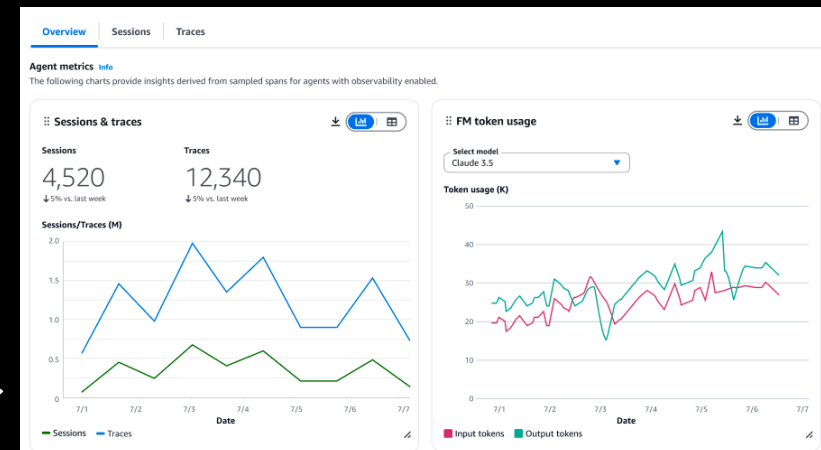 Overview Sessions Traces
Agent metrics Info
The following charts provide insights derived from sampled spans for agents with observability enabled.
Sessions & traces
Sessions Traces
4,520 12,340
↓5% vs. last week ↓5% vs. last week
Sessions/Traces (M)
2.0
1.5
1.0
0.5
0
7/1 7/2 7/3 7/4 7/5 7/6 7/7
Date
Sessions Traces
FM token usage
Select model
Claude 3.5
Token usage (K)
50
40
30
20
10
0
7/1 7/2 7/3 7/4 7/5 7/6 7/7
Date
Input tokens Output tokens